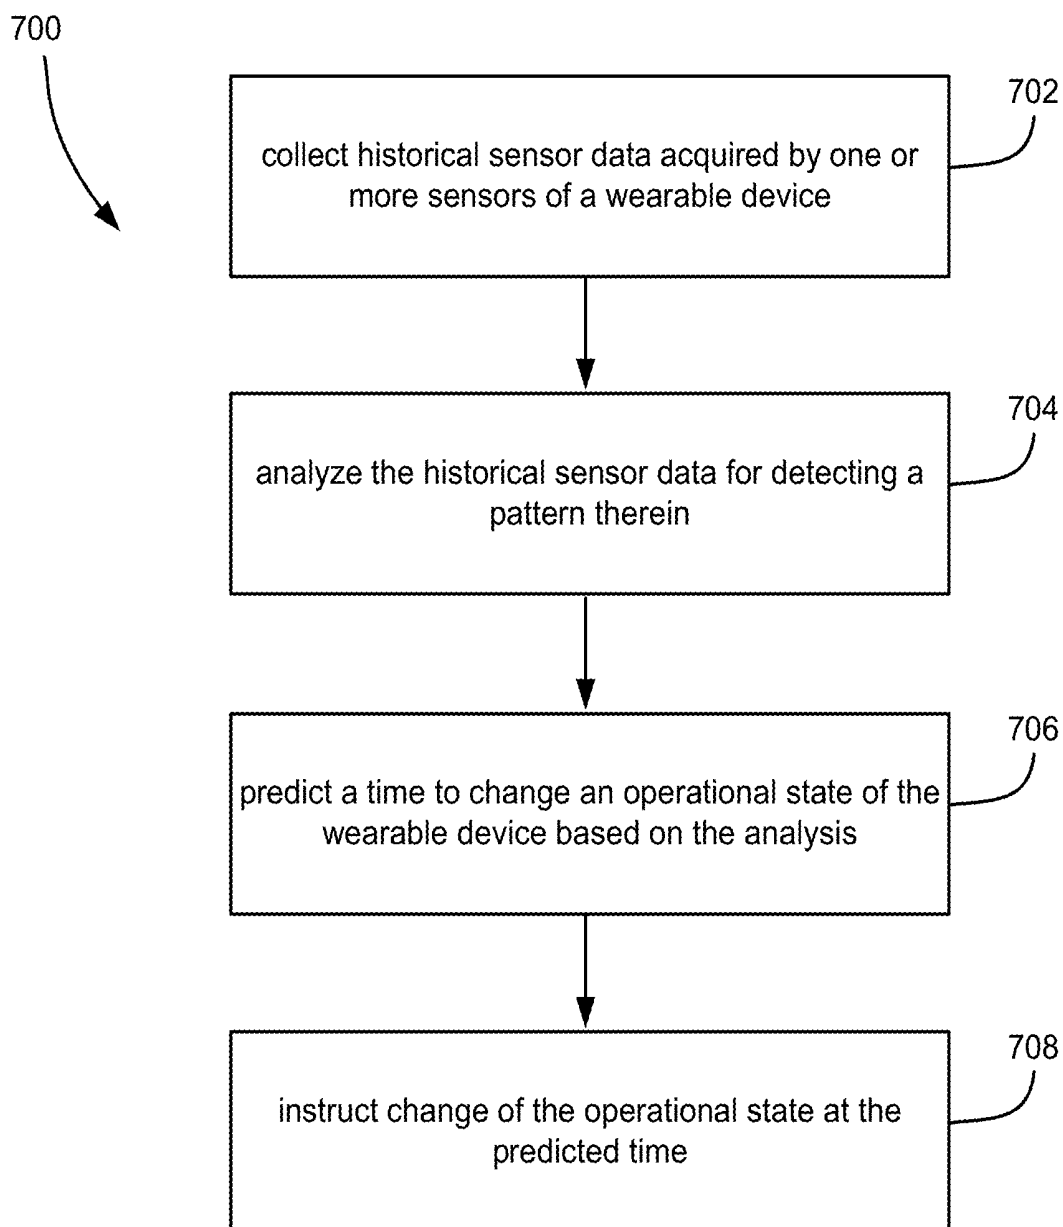 700
702
collect historical sensor data acquired by one or
more sensors of a wearable device
704
analyze the historical sensor data for detecting a
pattern therein
706
predict a time to change an operational state of the
wearable device based on the analysis
708
instruct change of the operational state at the
predicted time